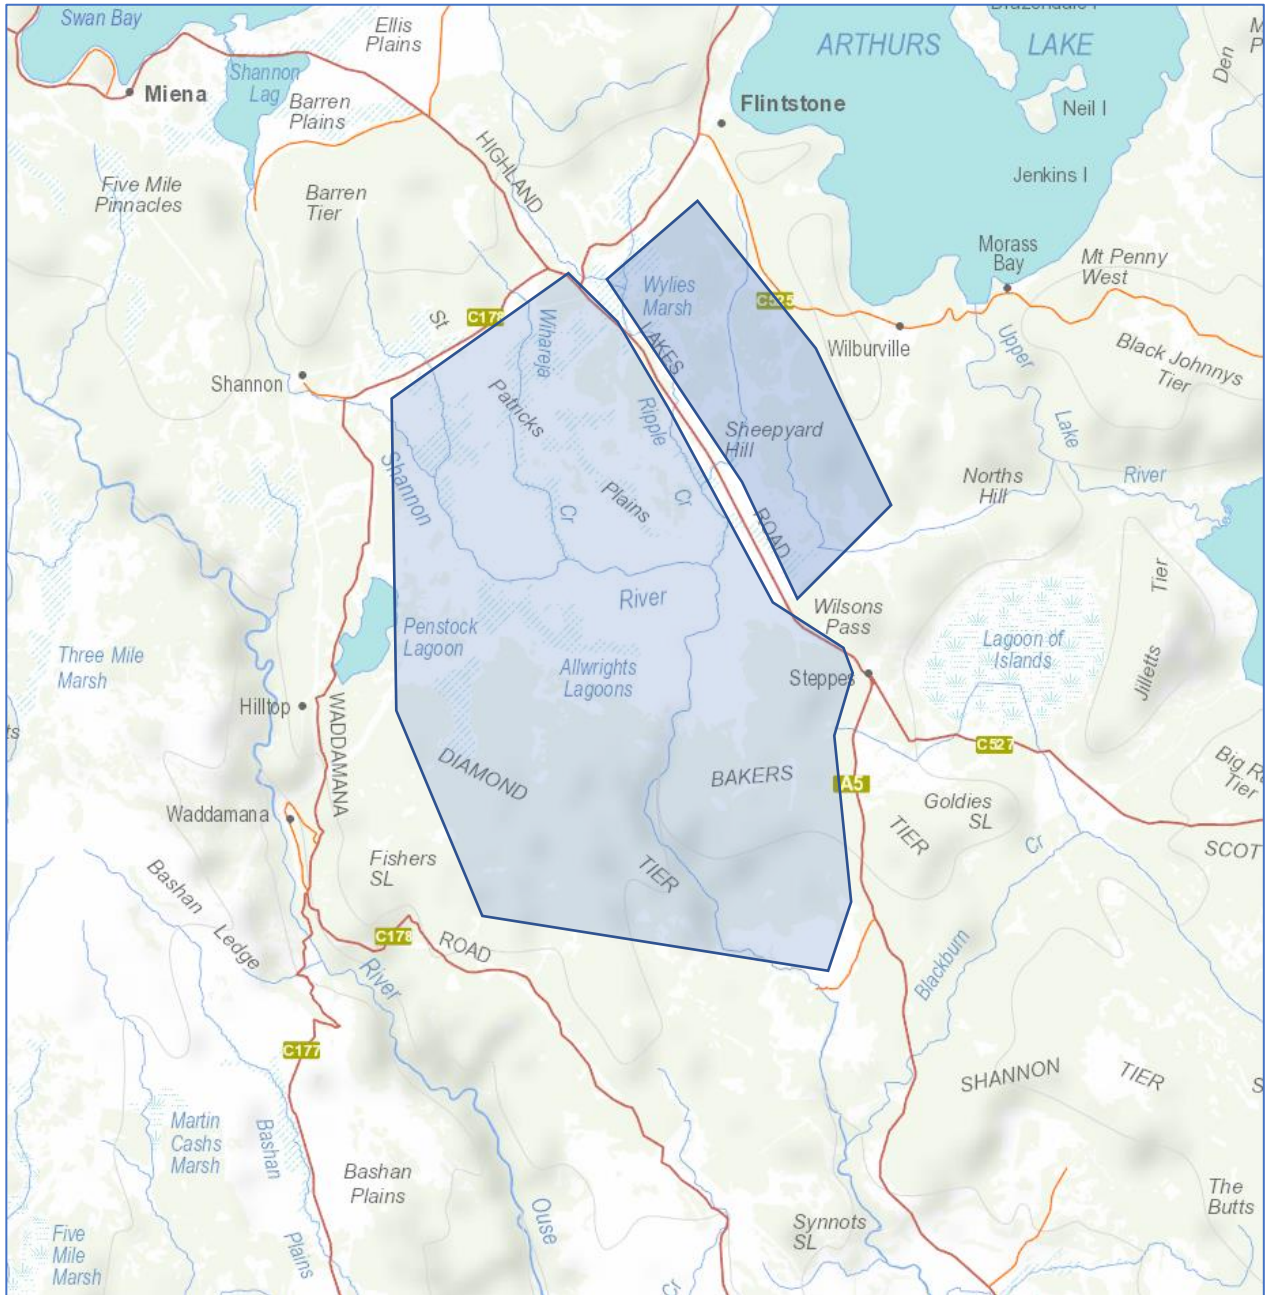 Swan Bay
Ellis
Plains
ARTHURS
LAKE
Den
Shannon
Lag
Miena
Barren
Plains
Flintstone
Neil I
HIGHLAND
Jenkins I
Five Mile
Pinnacles
Barren
Tier
Morass
Bay
Mt Penny
West
Wylies
Marsh
C525
St
C178
Wihareja
LAKES
Wilburville
Upper
Black Johnnys
Tier
Shannon
Patricks
Ripple
Lake
Sheepyard
Hill
Shannon
Plains
Cr
Cr
Norths
Hill
River
ROAD
Tier
River
Wilsons
Pass
Penstock
Lagoon
Lagoon of
Islands
Three Mile
Marsh
Allwrights
Lagoons
Steppes
Jilletts
Hilltop
WADDAMANA
ts
C527
DIAMOND
BAKERS
A5
Big R
Tier
Waddamana
Goldies
SL
TIER
Cr
SCOT
Fishers
SL
TIER
Bashan
Ledge
C178
ROAD
River
Blackburn
C177
SHANNON
TIER
S
Martin
Cashs
Marsh
Bashan
Bashan
Plains
The
Butts
Ouse
Synnots
SL
Five
Mile
Marsh
Plains
Cr